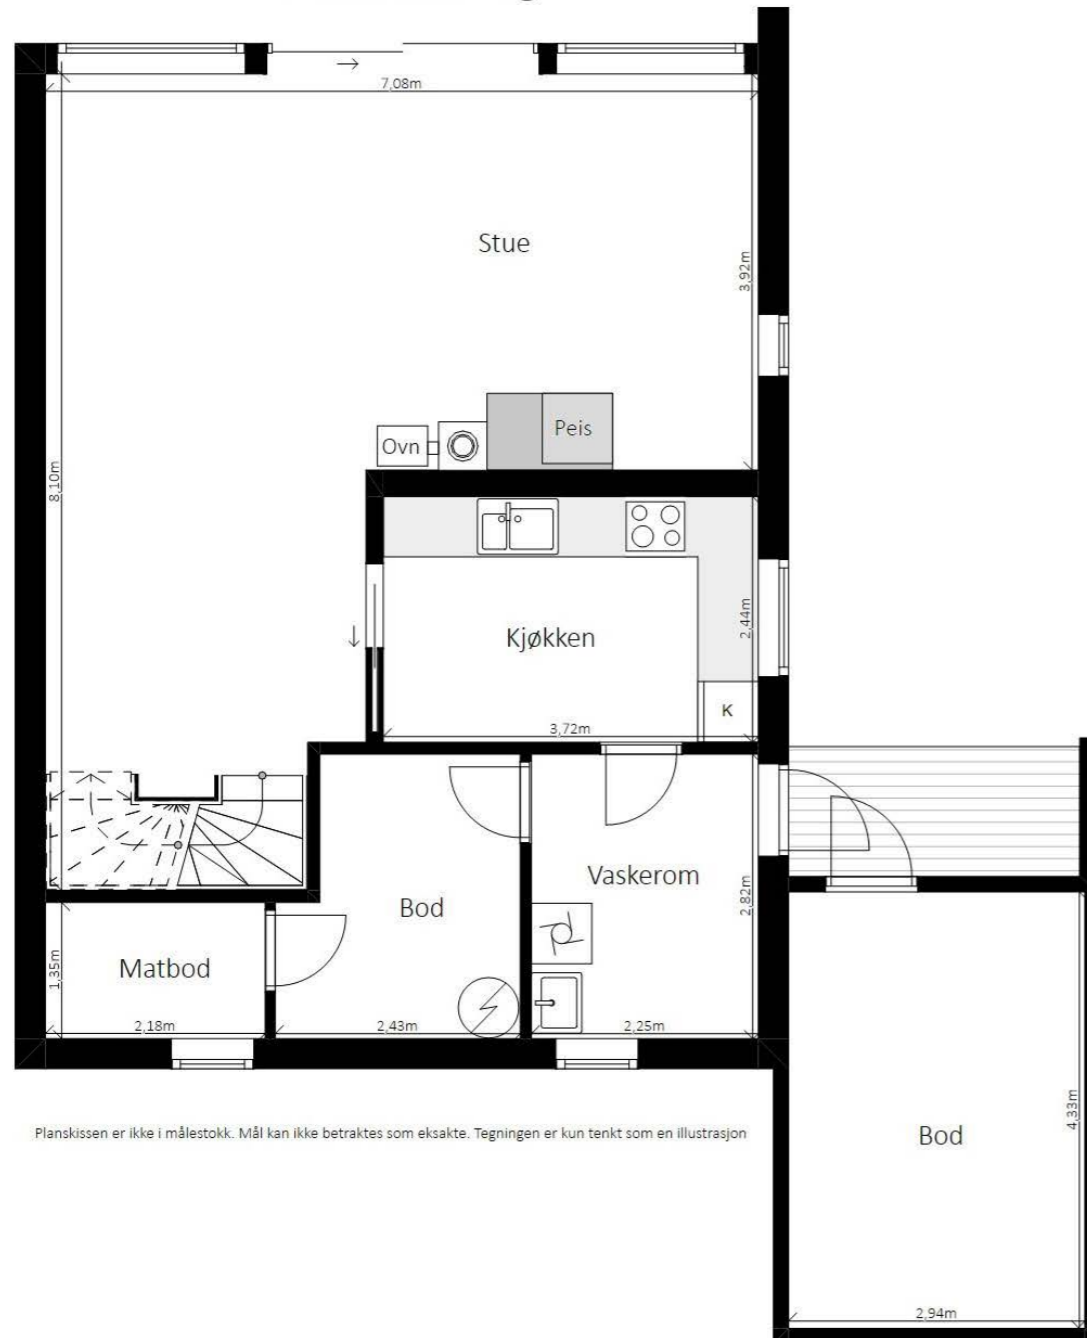 7,08m
Stue
3,92m
Ovn
Peis
8,10m
Kjøkken
2,44m
K
3,72m
Vaskerom
2,82m
Bod
Matbod
1,35m
2,18m
2,43m
2,25m
Planskissen er ikke i målestokk. Mål kan ikke betraktes som eksakte. Tegningen er kun tenkt som en illustrasjon
Bod
4,33m
2,94m